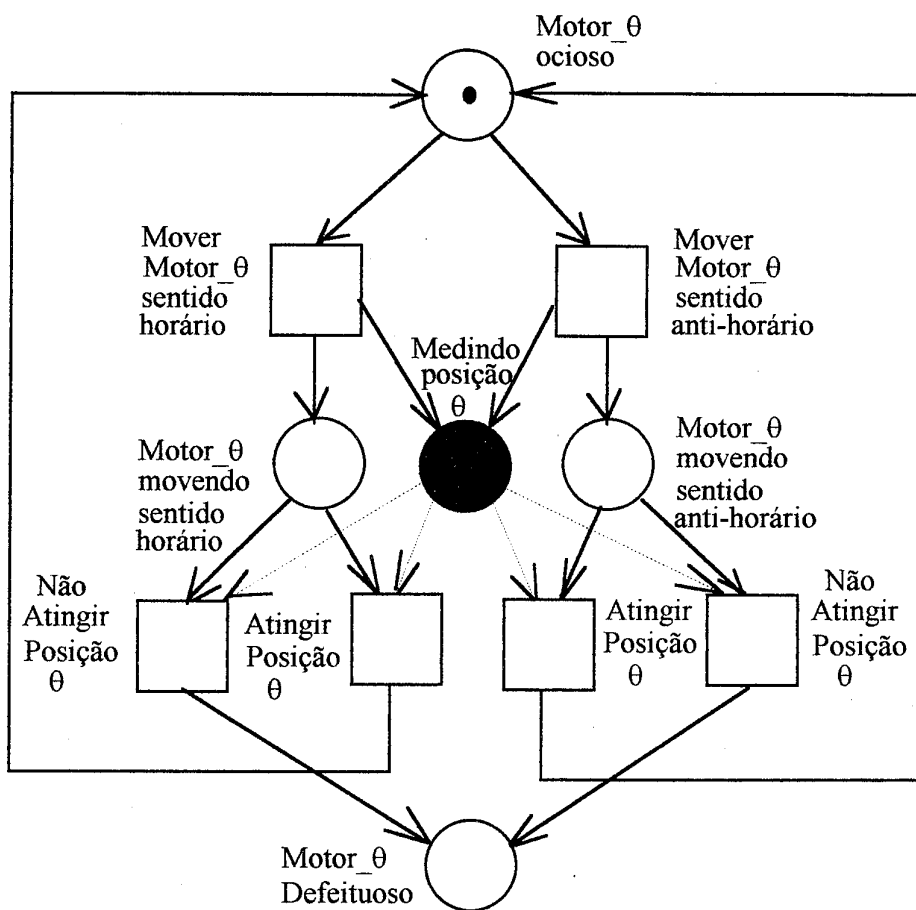 Motor_θ
ocioso
Mover
Motor_θ
sentido
horário
Mover
Motor_θ
sentido
anti-horário
Medindo
posição
θ
Motor_θ
movendo
sentido
horário
Motor_θ
movendo
sentido
anti-horário
Não
Atingir
Posição
θ
Atingir
Posição
θ
Atingir
Posição
θ
Não
Atingir
Posição
θ
Motor_θ
Defeituoso